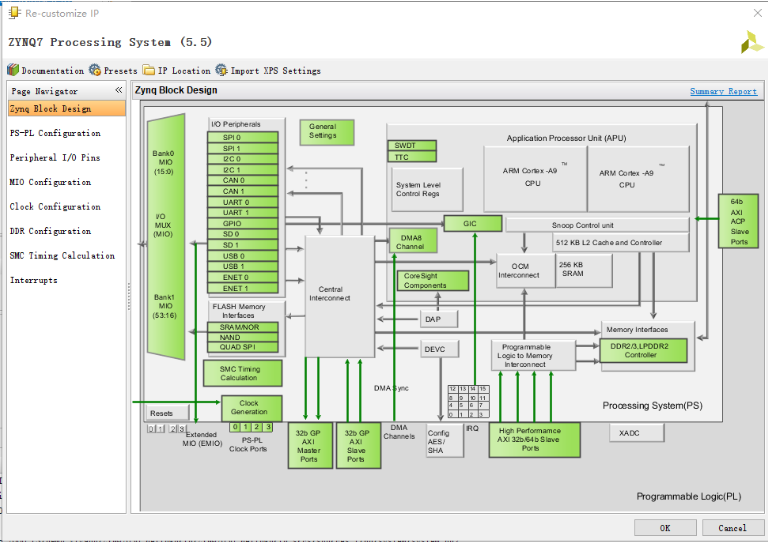 Re-customize IP
ZYNQ7 Processing System (5.5)
Documentation Presets IP Location Import XPS Settings
Page Navigator
Zynq Block Design
PS-PL Configuration
Peripheral I/O Pins
MIO Configuration
Clock Configuration
DDR Configuration
SMC Timing Calculation
Interrupts
Zynq Block Design
Summary Report
Bank0
MIO
(15:0)
I/O
MUX
(MIO)
Bank1
MIO
(53:16)
I/O Peripherals
SPI 0
SPI 1
I2C 0
I2C 1
CAN 0
CAN 1
UART 0
UART 1
GPIO
SD 0
SD 1
USB 0
USB 1
ENET 0
ENET 1
FLASH Memory
Interfaces
SRAM/NOR
NAND
QUAD SPI
SMC Timing
Calculation
General
Settings
Application Processor Unit (APU)
SWDT
TTC
System Level
Control Regs
ARM Cortex -A9
TM
CPU
ARM Cortex -A9
CPU
GIC
Snoop Control unit
DMA8
Channel
512 KB L2 Cache and Controller
OCM
Interconnect
256 KB
SRAM
CoreSight
Components
Central
Interconnect
DAP
DEVC
Programmable
Logic to Memory
Interconnect
Memory Interfaces
DDR2/3,LPDDR2
Controller
64b
AXI
ACP
Slave
Ports
DMA Sync
12 13 14 15
8 9 10 11
4 5 6 7
0 1 2 3
Processing System(PS)
Resets
Clock
Generation
0 1 2 3
0 1 2 3
Extended
MIO (EMIO)
PS-PL
Clock Ports
32b GP
AXI
Master
Ports
32b GP
AXI
Slave
Ports
DMA
Channels
Config
AES/
SHA
IRQ
High Performance
AXI 32b/64b Slave
Ports
XADC
Programmable Logic(PL)
OK
Cancel